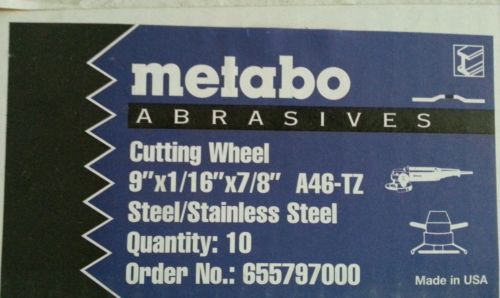 metabo
ABRASIVES
Cutting Wheel
9"x1/16"x7/8" A46-TZ
Steel/Stainless Steel
Quantity: 10
Order No.: 655797000
Made in USA